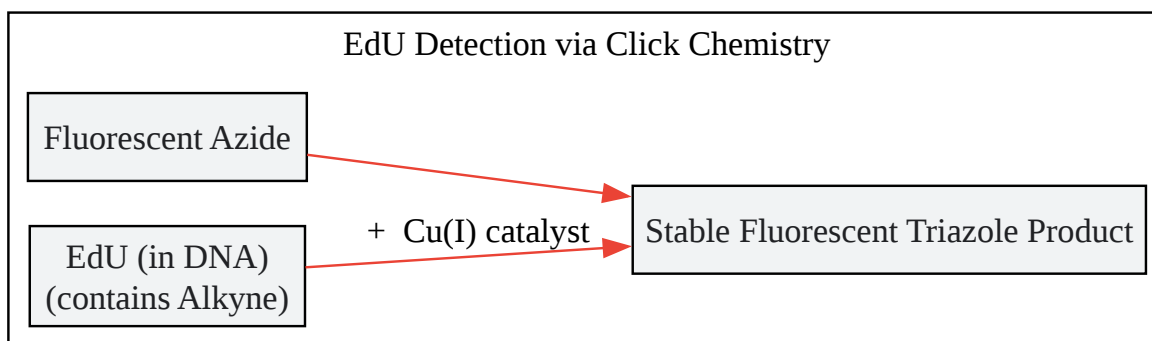 EdU Detection via Click Chemistry
Fluorescent Azide
+ Cu(I) catalyst
Stable Fluorescent Triazole Product
EdU (in DNA)
(contains Alkyne)